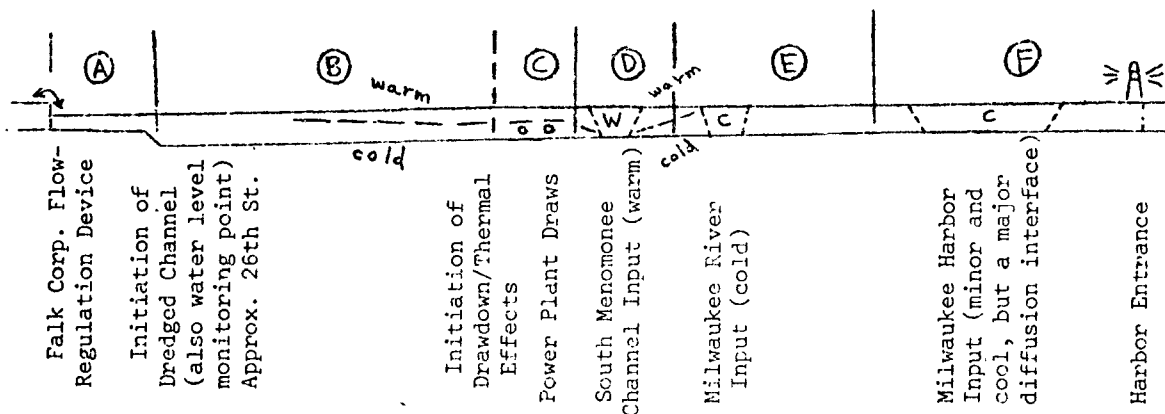 A
B
C
D
E
F
warm
warm
W
C
C
cold
cold
Falk Corp. Flow-
Regulation Device
Initiation of
Dredged Channel
(also water level
monitoring point)
Approx. 26th St.
Initiation of
Drawdown/Thermal
Effects
Power Plant Draws
South Menomonee
Channel Input (warm)
Milwaukee River
Input (cold)
Milwaukee Harbor
Input (minor and
cool, but a major
diffusion interface)
Harbor Entrance